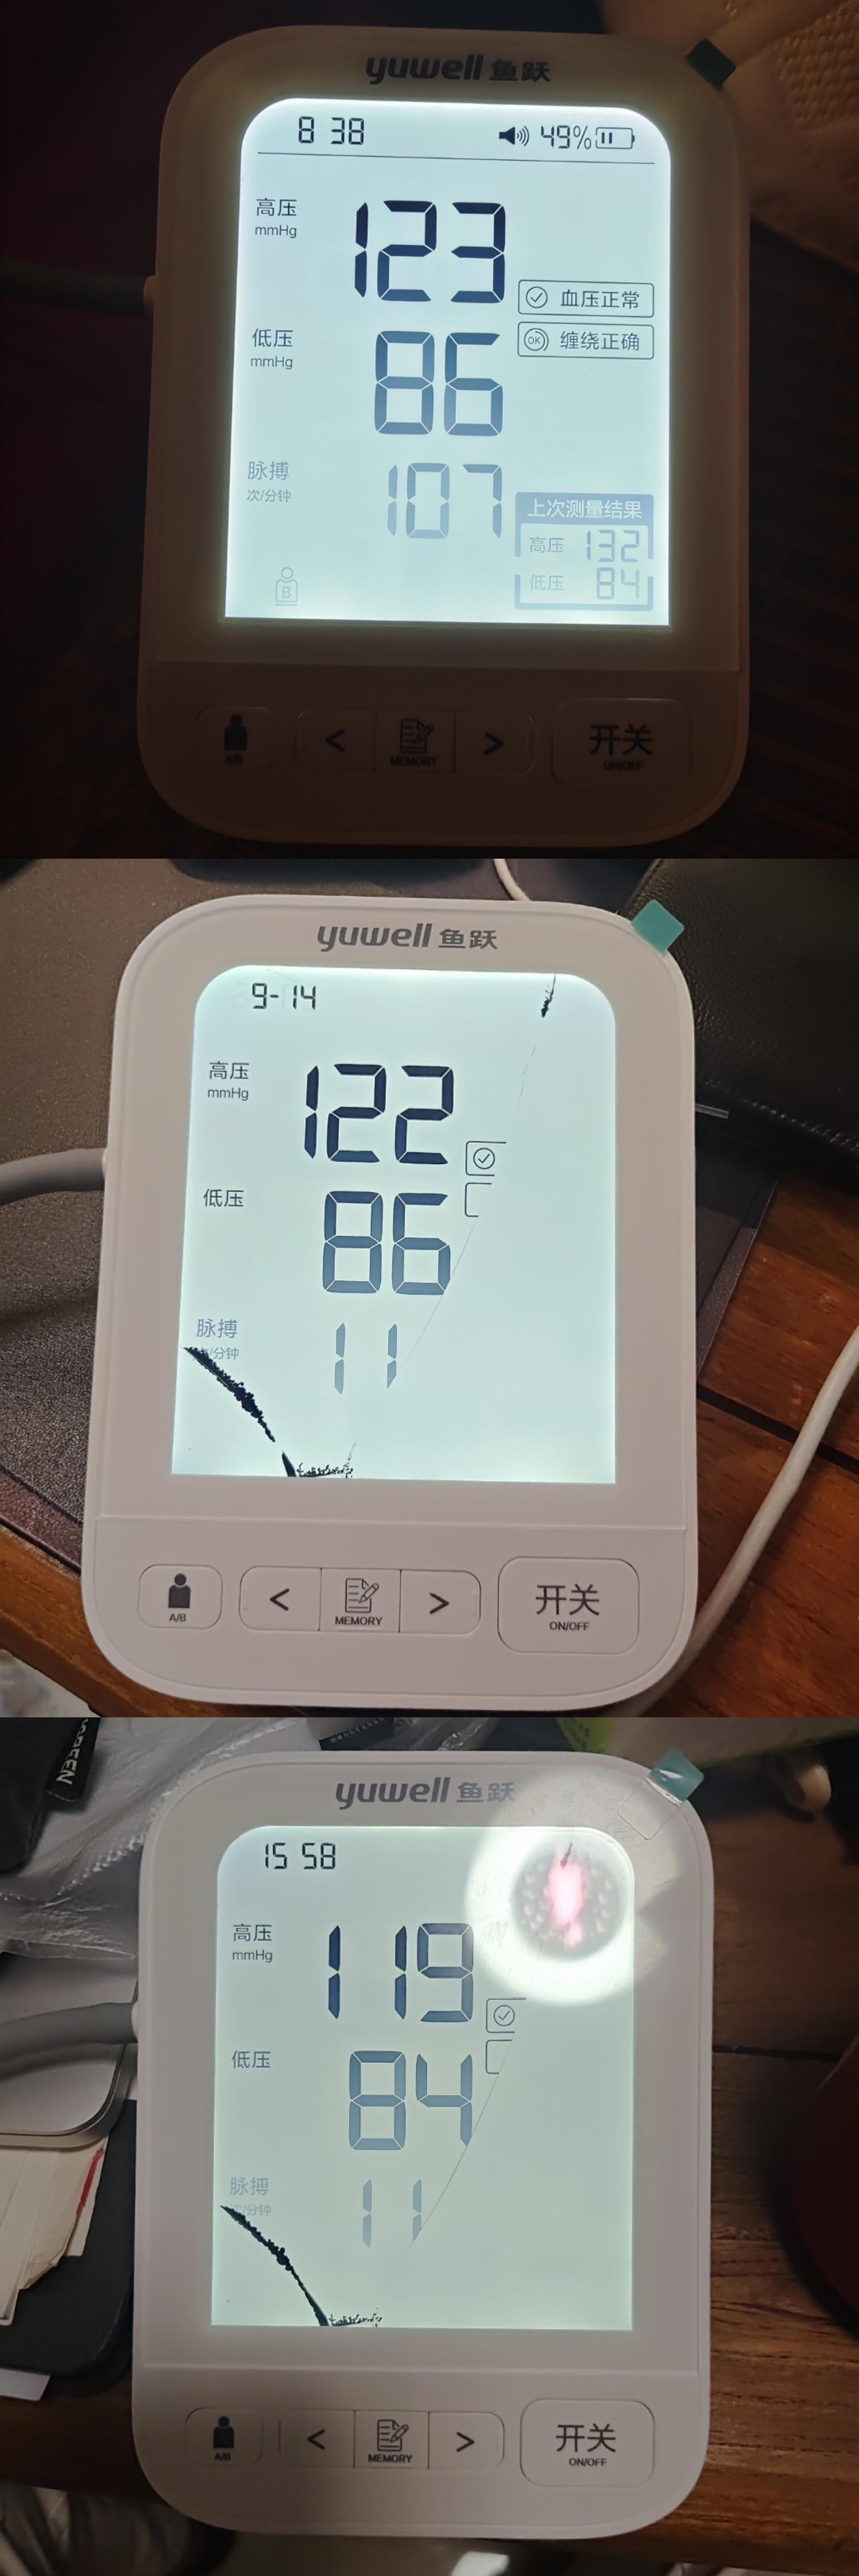 yuwell 鱼跃
8 38 49%
高压
mmHg
123
血压正常
低压
mmHg
86
OK 缠绕正确
脉搏
次/分钟
107
上次测量结果
高压 132
低压 84
B
A/B
<
MEMORY
>
开关
ON/OFF
yuwell 鱼跃
9-14
高压
mmHg
122
低压
86
脉搏
/分钟
11
A/B
<
MEMORY
>
开关
ON/OFF
yuwell 鱼跃
15 58
高压
mmHg
119
低压
84
脉搏
/分钟
11
A/B
<
MEMORY
>
开关
ON/OFF